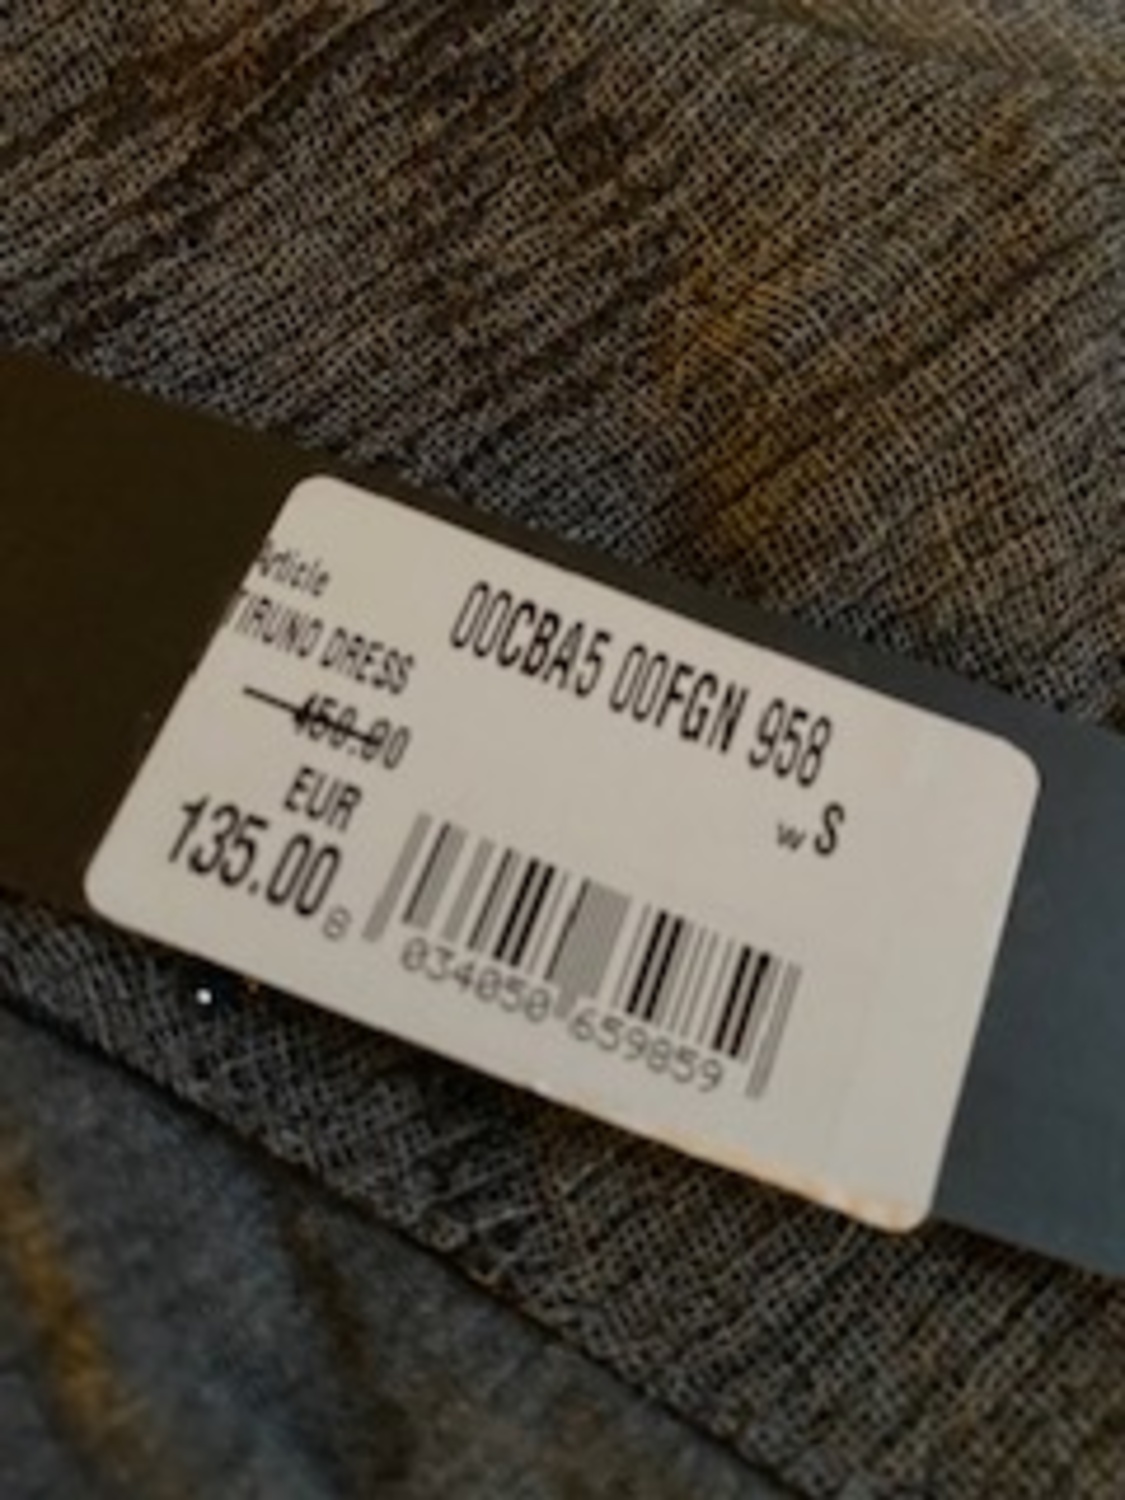 Article
TIRUNO DRESS
450.00
EUR
135.00
00CBA5 00FGN 958
w S
8 034050 659859